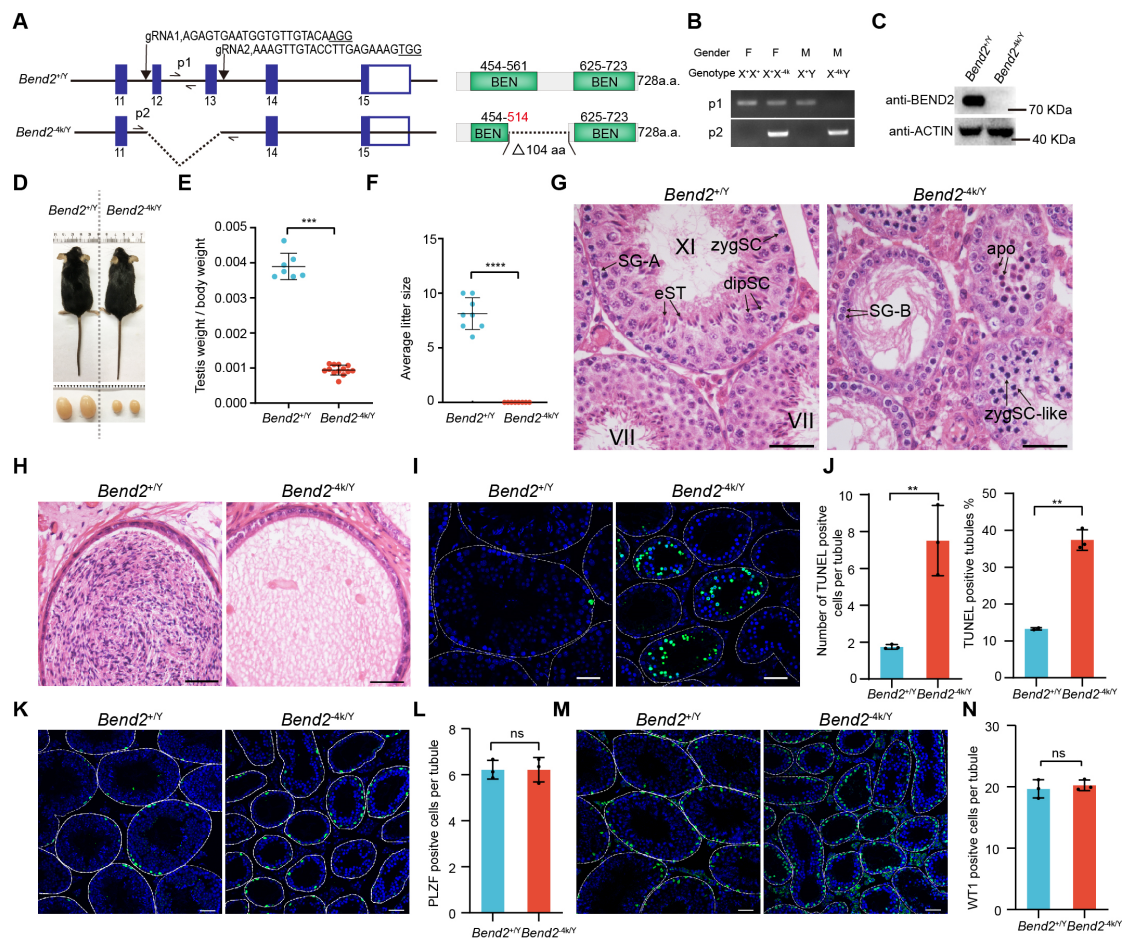 A
gRNA1,AGAGTGAATGGTGTTGTACAAGG
gRNA2,AAAGTTGTACCTTGAGAAAGTGG
Bend2+/Y
p1
11
12
13
14
15
454-561
625-723
BEN
BEN
728a.a.
Bend2-4k/Y
p2
11
14
15
454-514
625-723
BEN
BEN
728a.a.
△104 aa
B
Gender F F M M
Genotype X+X+ X+X-4k X+Y X-4kY
p1
p2
C
Bend2+/Y
Bend2-4k/Y
anti-BEND2
70 KDa
anti-ACTIN
40 KDa
D
Bend2+/Y Bend2-4k/Y
E
Testis weight / body weight
0.005
0.004
0.004
0.001
0.001
0.000
***
Bend2+/Y Bend2-4k/Y
F
Average litter size
15
10
5
0
****
Bend2+/Y Bend2-4k/Y
G
Bend2+/Y
XI
zygSC
SG-A
eST
dipSC
VII
VII
Bend2-4k/Y
apo
SG-B
zygSC-like
H
Bend2+/Y
Bend2-4k/Y
I
Bend2+/Y
Bend2-4k/Y
J
Number of TUNEL positve
cells per tubule
10
8
6
4
2
0
**
Bend2+/Y Bend2-4k/Y
TUNEL positive tubules %
50
40
30
20
10
0
**
Bend2+/Y Bend2-4k/Y
K
Bend2+/Y
Bend2-4k/Y
L
PLZF positve cells per tubule
8
6
4
2
0
ns
Bend2+/Y Bend2-4k/Y
M
Bend2+/Y
Bend2-4k/Y
N
WT1 positve cells per tubule
30
20
10
0
ns
Bend2+/Y Bend2-4k/Y